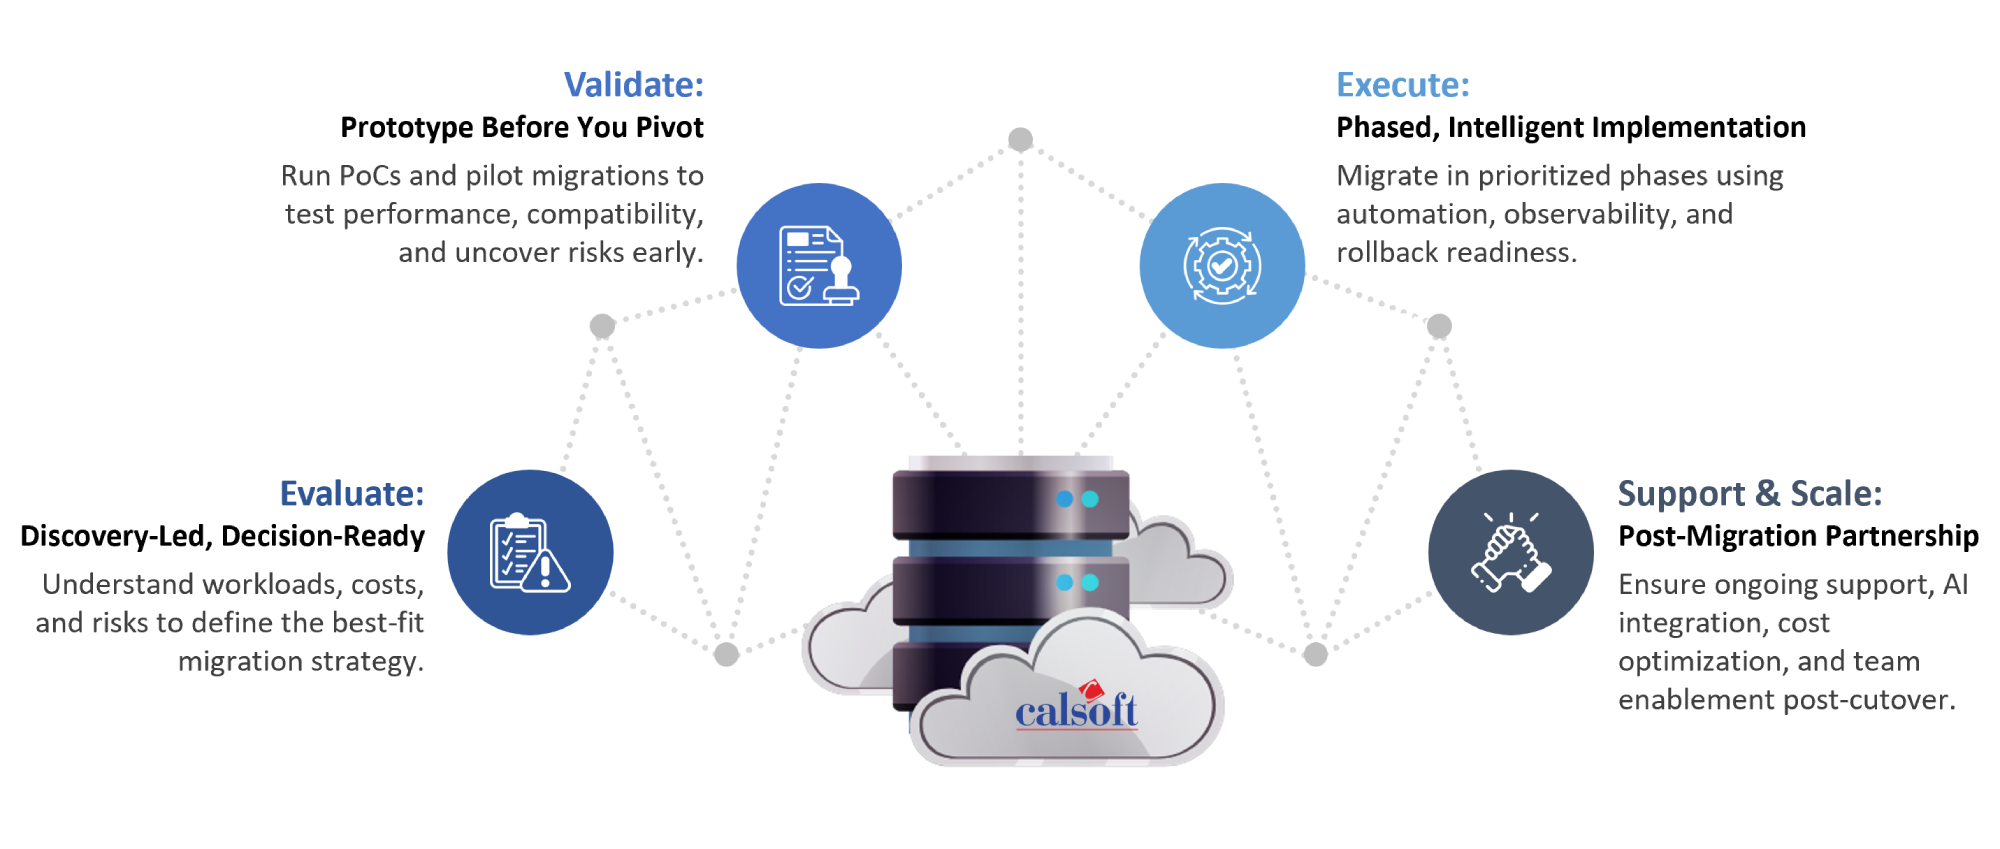 Validate:
Prototype Before You Pivot
Run PoCs and pilot migrations to
test performance, compatibility,
and uncover risks early.
Execute:
Phased, Intelligent Implementation
Migrate in prioritized phases using
automation, observability, and
rollback readiness.
Evaluate:
Discovery-Led, Decision-Ready
Understand workloads, costs,
and risks to define the best-fit
migration strategy.
Support & Scale:
Post-Migration Partnership
Ensure ongoing support, AI
integration, cost
optimization, and team
enablement post-cutover.
calsoft